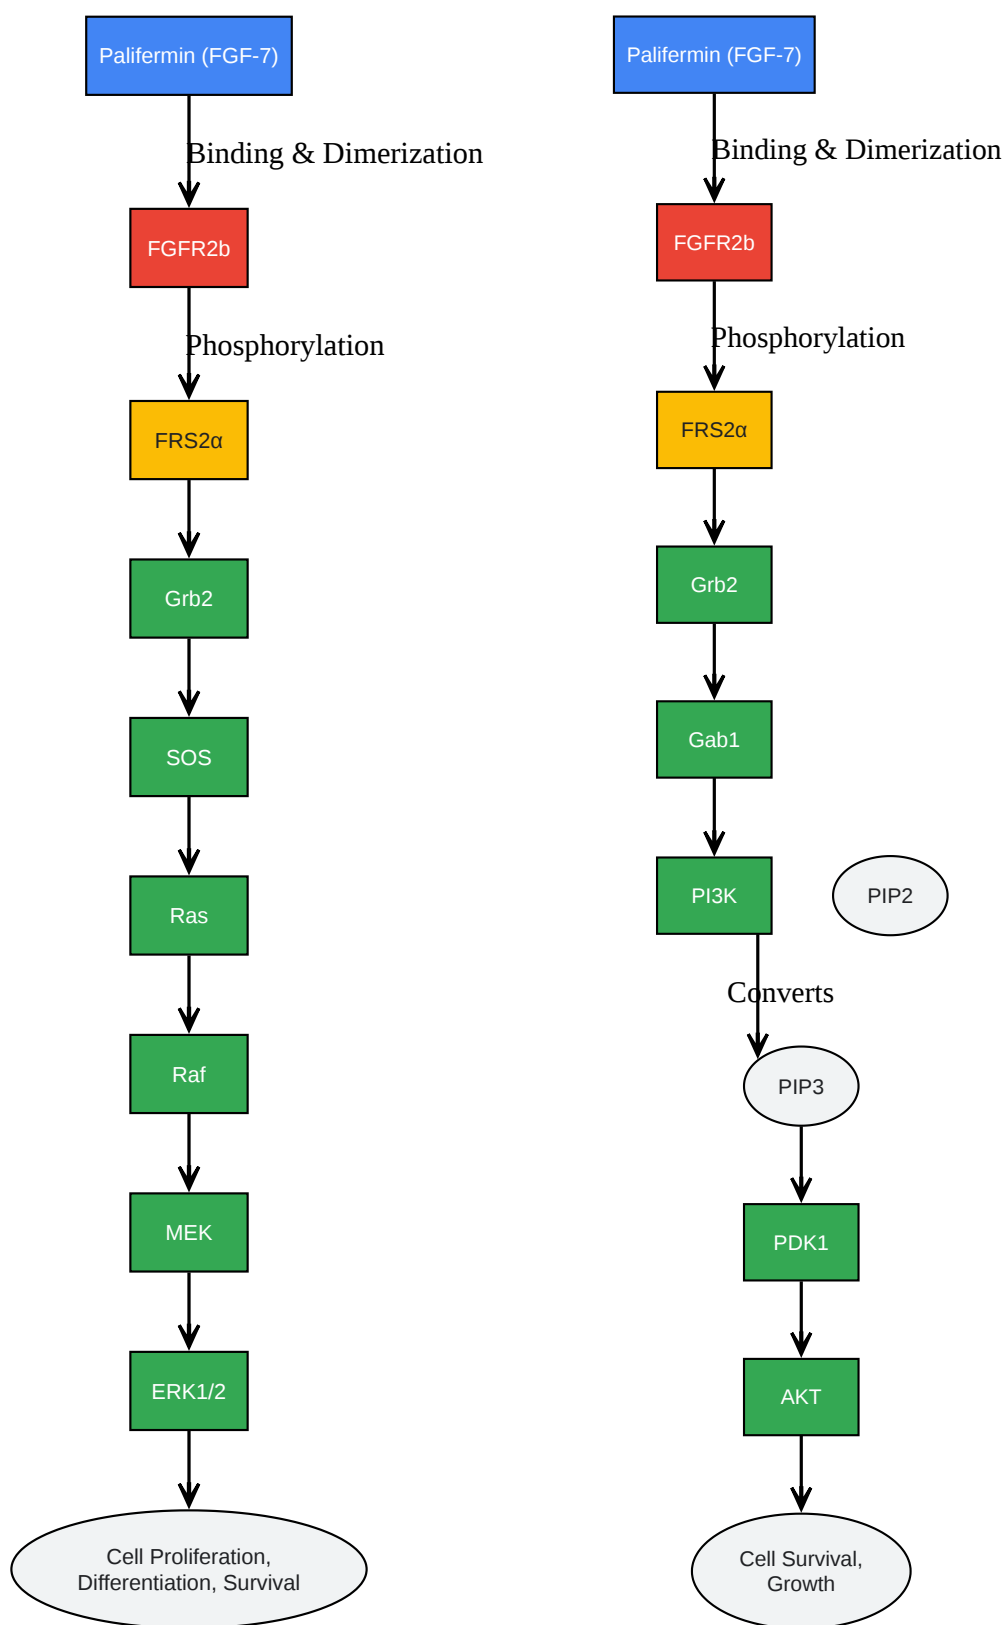 Palifermin (FGF-7)
Binding & Dimerization
FGFR2b
Phosphorylation
FRS2α
Grb2
SOS
Ras
Raf
MEK
ERK1/2
Cell Proliferation,
Differentiation, Survival
Palifermin (FGF-7)
Binding & Dimerization
FGFR2b
Phosphorylation
FRS2α
Grb2
Gab1
PI3K
PIP2
Converts
PIP3
PDK1
AKT
Cell Survival,
Growth